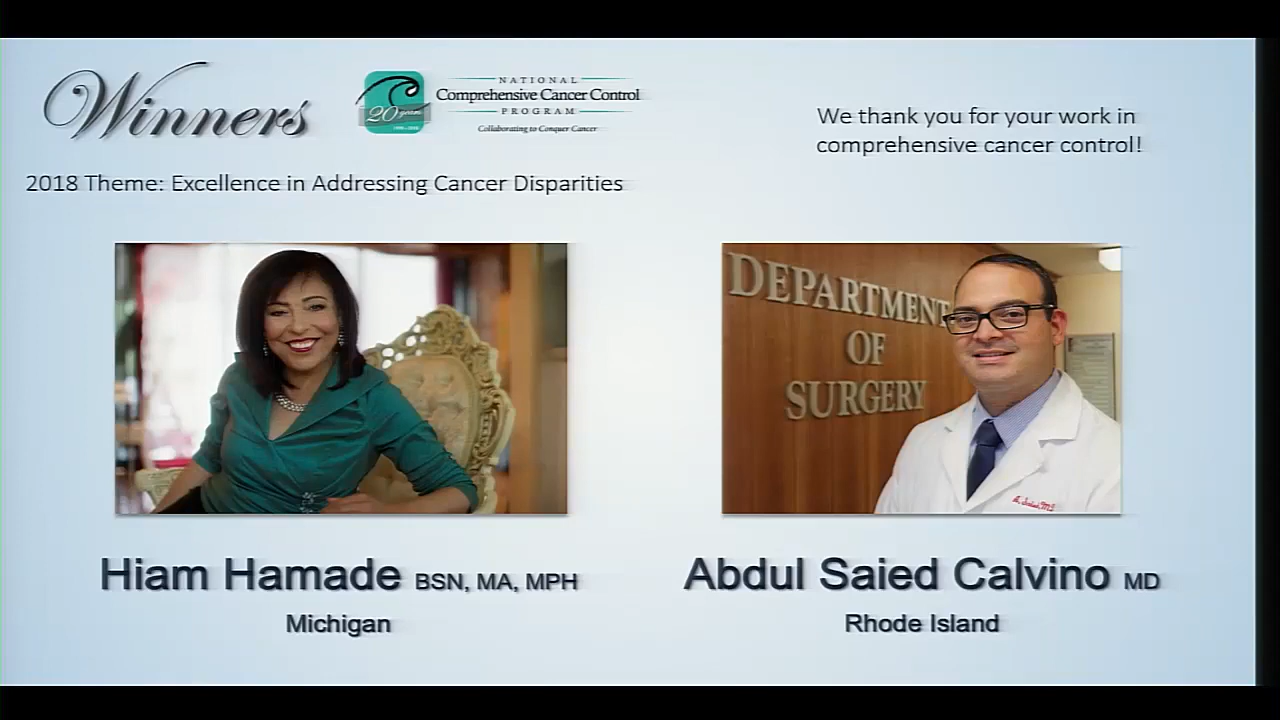 Winners
20 years
NATIONAL
Comprehensive Cancer Control
PROGRAM
Collaborating to Conquer Cancer
We thank you for your work in
comprehensive cancer control!
2018 Theme: Excellence in Addressing Cancer Disparities
DEPARTMENT
OF
SURGERY
Hiam Hamade BSN, MA, MPH
Michigan
Abdul Saied Calvino MD
Rhode Island